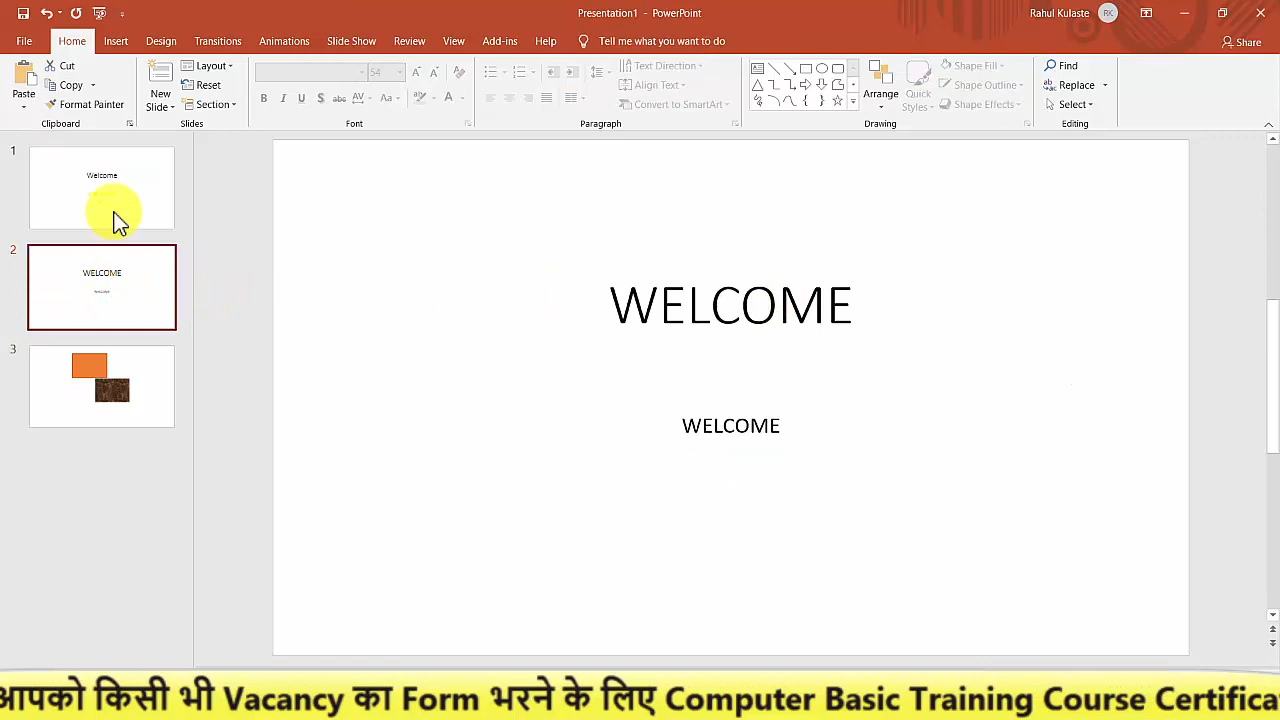 Presentation1 - PowerPoint
Rahul Kulaste RK
File Home Insert Design Transitions Animations Slide Show Review View Add-ins Help Tell me what you want to do Share
Paste
Cut
Copy
Format Painter
Clipboard
New Slide
Layout
Reset
Section
Slides
54
Font
Text Direction
Align Text
Convert to SmartArt
Paragraph
Arrange
Quick Styles
Shape Fill
Shape Outline
Shape Effects
Drawing
Find
Replace
Select
Editing
1
Welcome
2
WELCOME
WELCOME
3
WELCOME
WELCOME
आपको किसी भी Vacancy का Form भरने के लिए Computer Basic Training Course Certifica